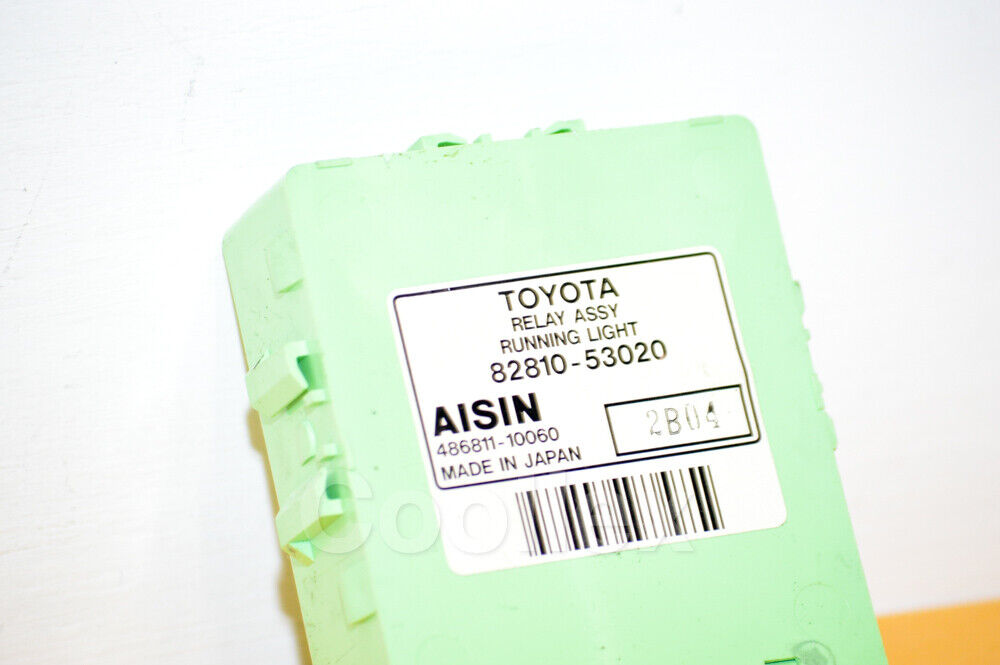 TOYOTA
RELAY ASSY
RUNNING LIGHT
82810-53020
AISIN
486811-10060
MADE IN JAPAN
2B04